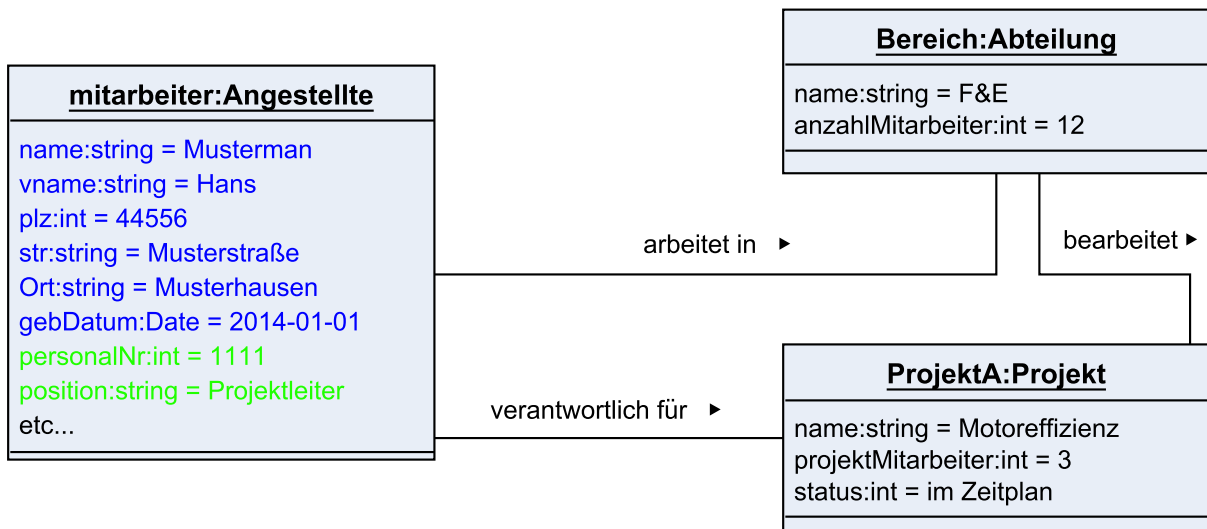 mitarbeiter:Angestellte
name:string = Musterman
vname:string = Hans
plz:int = 44556
str:string = Musterstraße
Ort:string = Musterhausen
gebDatum:Date = 2014-01-01
personalNr:int = 1111
position:string = Projektleiter
etc...
Bereich:Abteilung
name:string = F&E
anzahlMitarbeiter:int = 12
arbeitet in
bearbeitet
verantwortlich für
ProjektA:Projekt
name:string = Motoreffizienz
projektMitarbeiter:int = 3
status:int = im Zeitplan